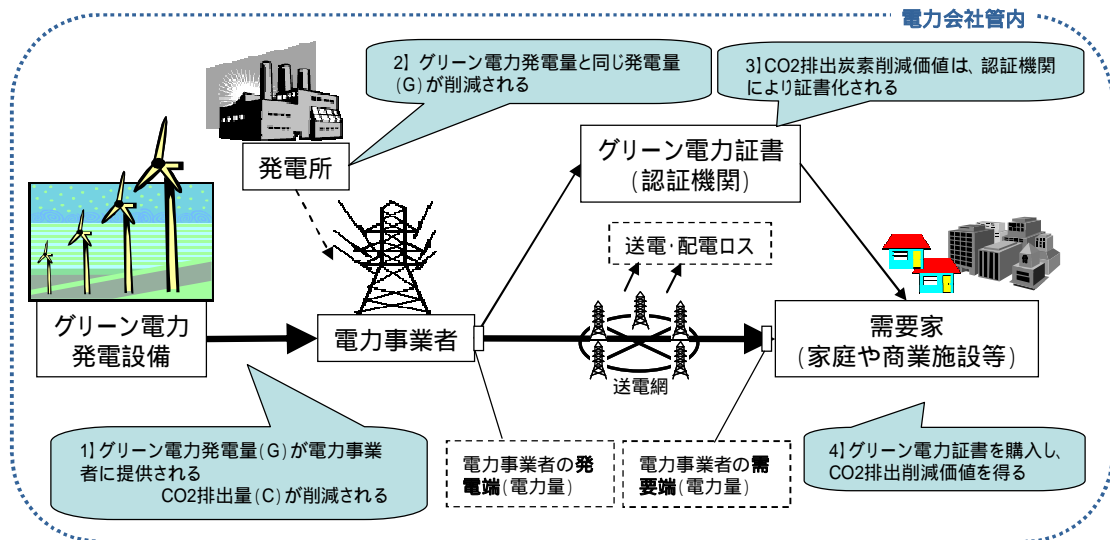 電力会社管内
2】グリーン電力発電量と同じ発電量
(G)が削減される
3】CO2排出炭素削減価値は、認証機関
により証書化される
発電所
グリーン電力証書
(認証機関)
送電・配電ロス
グリーン電力
発電設備
電力事業者
送電網
需要家
(家庭や商業施設等)
1】グリーン電力発電量(G)が電力事業
者に提供される
CO2排出量(C)が削減される
電力事業者の発
電端(電力量)
電力事業者の需
要端(電力量)
4】グリーン電力証書を購入し、
CO2排出削減価値を得る